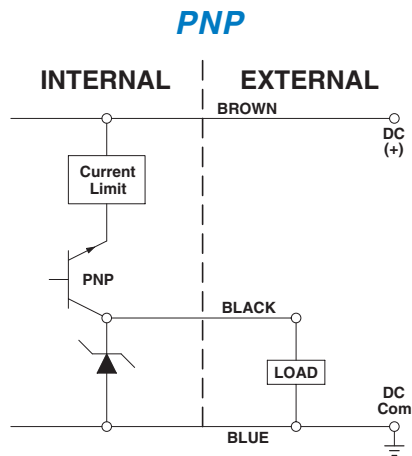 PNP
INTERNAL
EXTERNAL
BROWN
DC
(+)
Current
Limit
PNP
BLACK
LOAD
DC
Com
BLUE